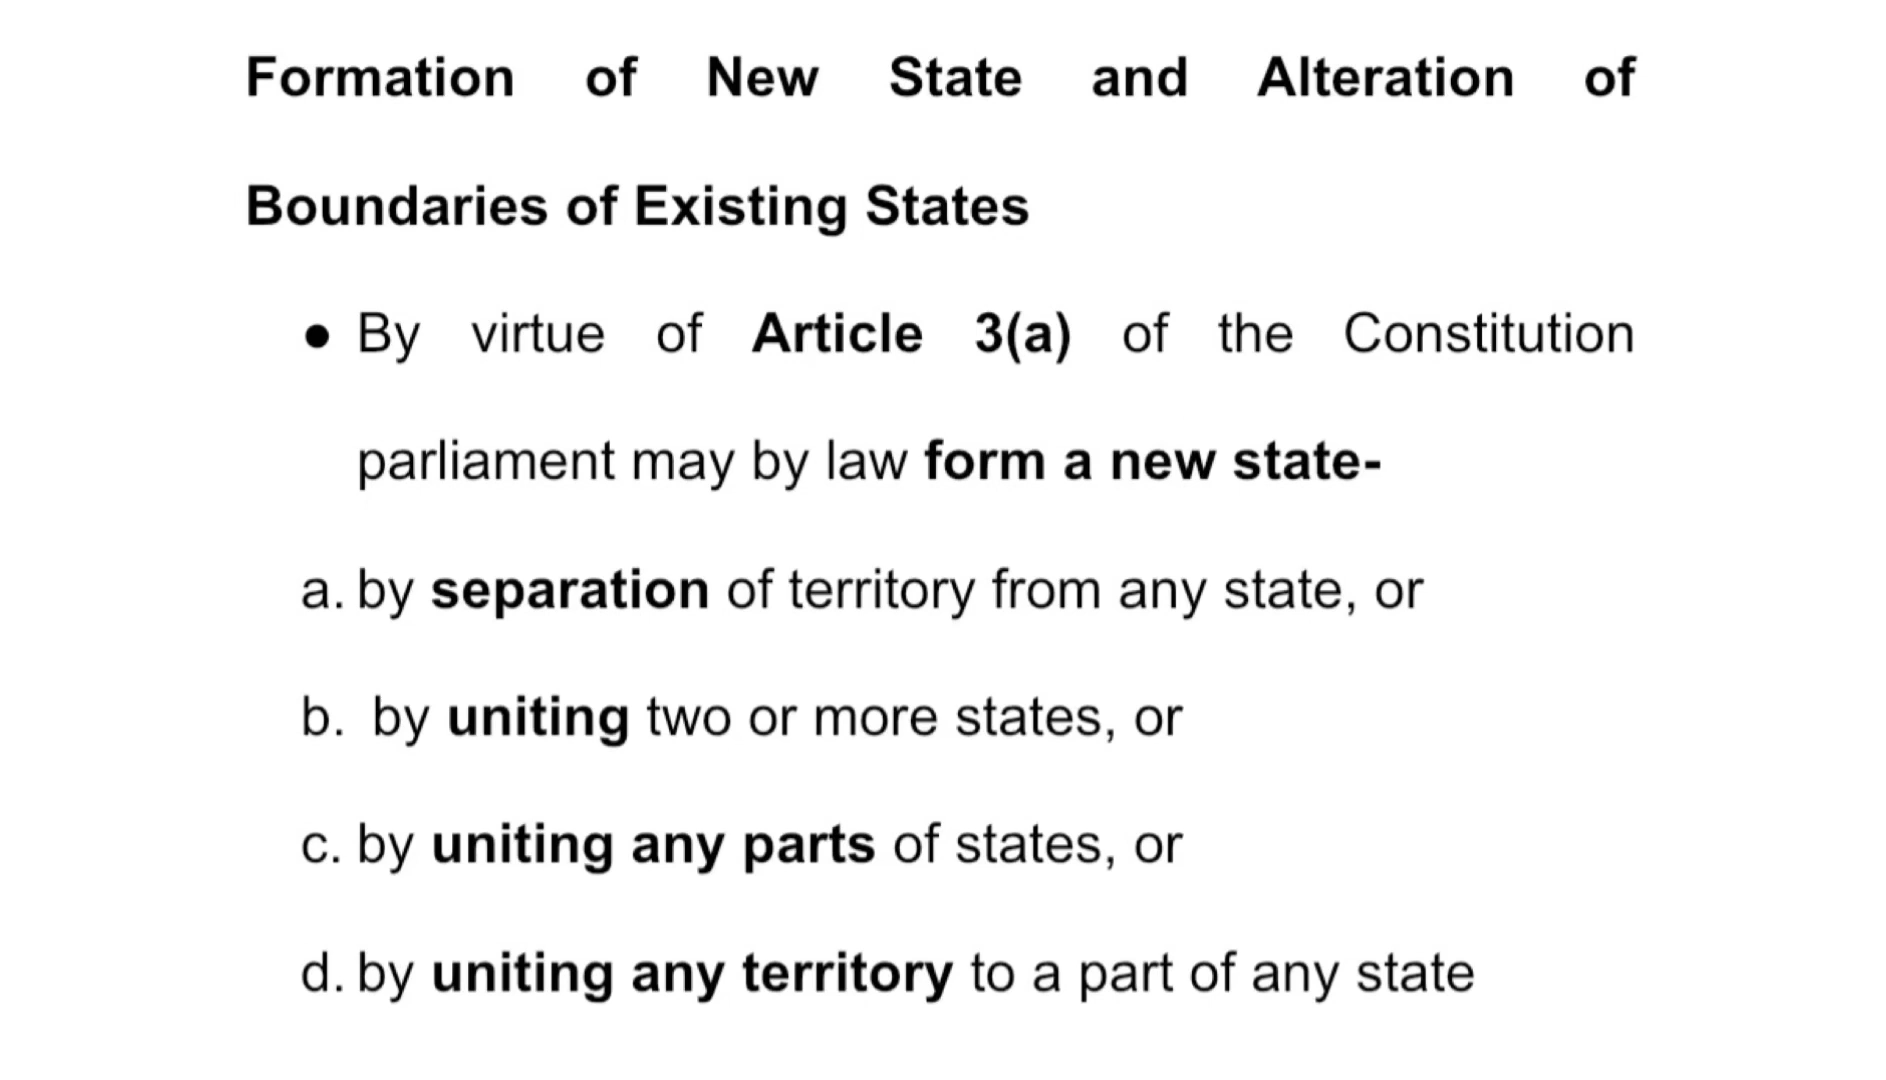 Formation of New State and Alteration of
Boundaries of Existing States
● By virtue of Article 3(a) of the Constitution
parliament may by law form a new state-
a. by separation of territory from any state, or
b. by uniting two or more states, or
c. by uniting any parts of states, or
d. by uniting any territory to a part of any state